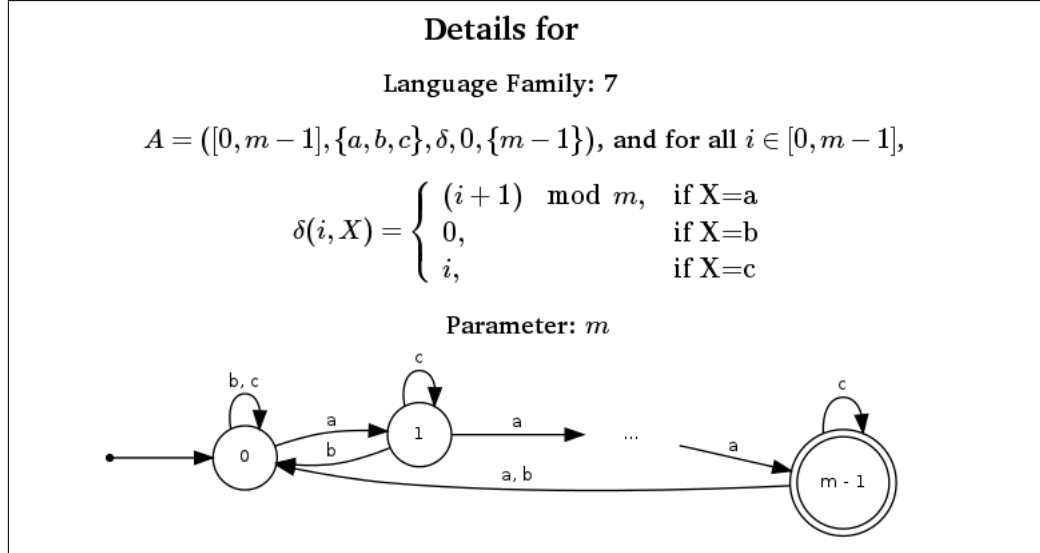 Details for
Language Family: 7
A = ([0, m − 1], {a, b, c}, δ, 0, {m − 1}), and for all i ∈ [0, m − 1],
δ(i, X) = { (i + 1) mod m, if X=a
0, if X=b
i, if X=c
Parameter: m
c
b, c
c
a
1
a
...
a
0
b
a, b
m - 1